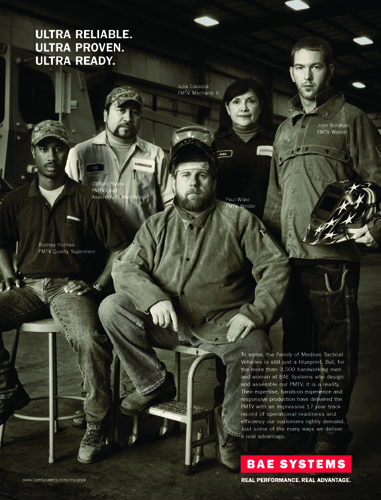 ULTRA RELIABLE.
ULTRA PROVEN.
ULTRA READY.
Julia Cavazos
FMTV Mechanic II
FMTV Welder
Paul Wilke
FMTV Welder
Rodney Holmes
FMTV Quality Supervisor
To some, the Family of Medium Tactical
Vehicles is still just a blueprint. But, for
the more than 3,500 hardworking men
and women at BAE Systems who design
and assemble our FMTV, it is a reality.
Their expertise, hands-on experience and
responsive production have delivered the
FMTV with an impressive 17-year track
record of operational readiness and
efficiency our customers rightly demand.
Just some of the many ways we deliver
a real advantage.
BAE SYSTEMS
REAL PERFORMANCE. REAL ADVANTAGE.